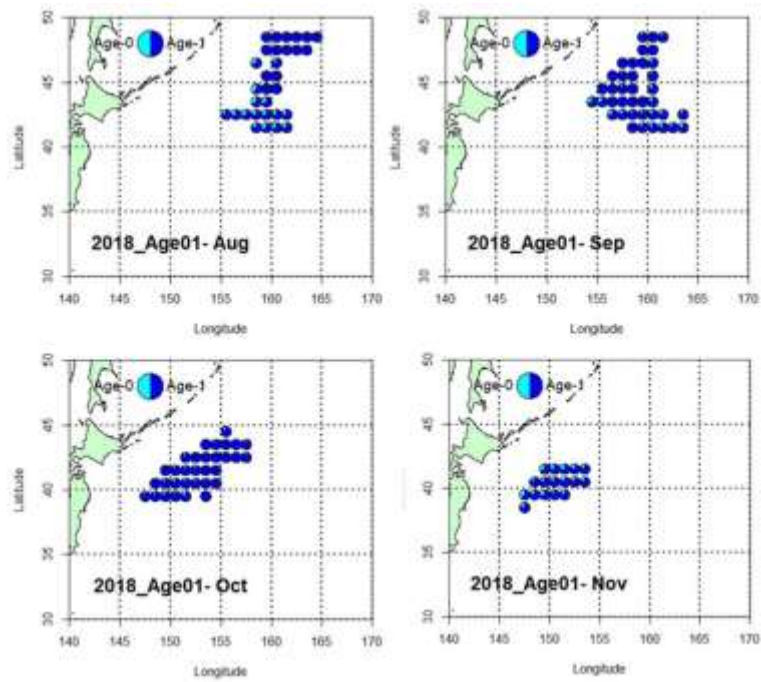 50
45
40
35
30
Latitude
Age-0 Age-1
2018_Age01- Aug
140 145 150 155 160 165 170
Longitude
50
45
40
35
30
Latitude
Age-0 Age-1
2018_Age01- Sep
140 145 150 155 160 165 170
Longitude
50
45
40
35
30
Latitude
Age-0 Age-1
2018_Age01- Oct
140 145 150 155 160 165 170
Longitude
50
45
40
35
30
Latitude
Age-0 Age-1
2018_Age01- Nov
140 145 150 155 160 165 170
Longitude